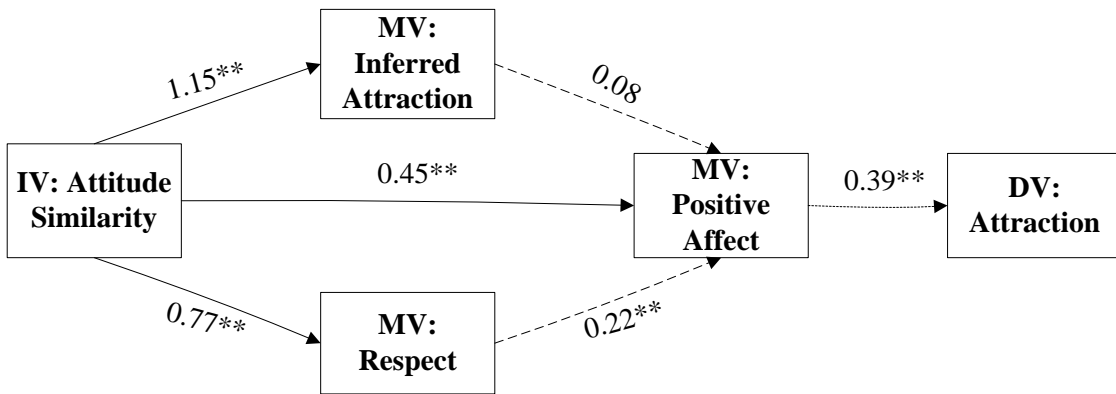 MV:
Inferred
Attraction
1.15**
0.08
IV: Attitude
Similarity
0.45**
MV:
Positive
Affect
0.39**
DV:
Attraction
0.77**
MV:
Respect
0.22**